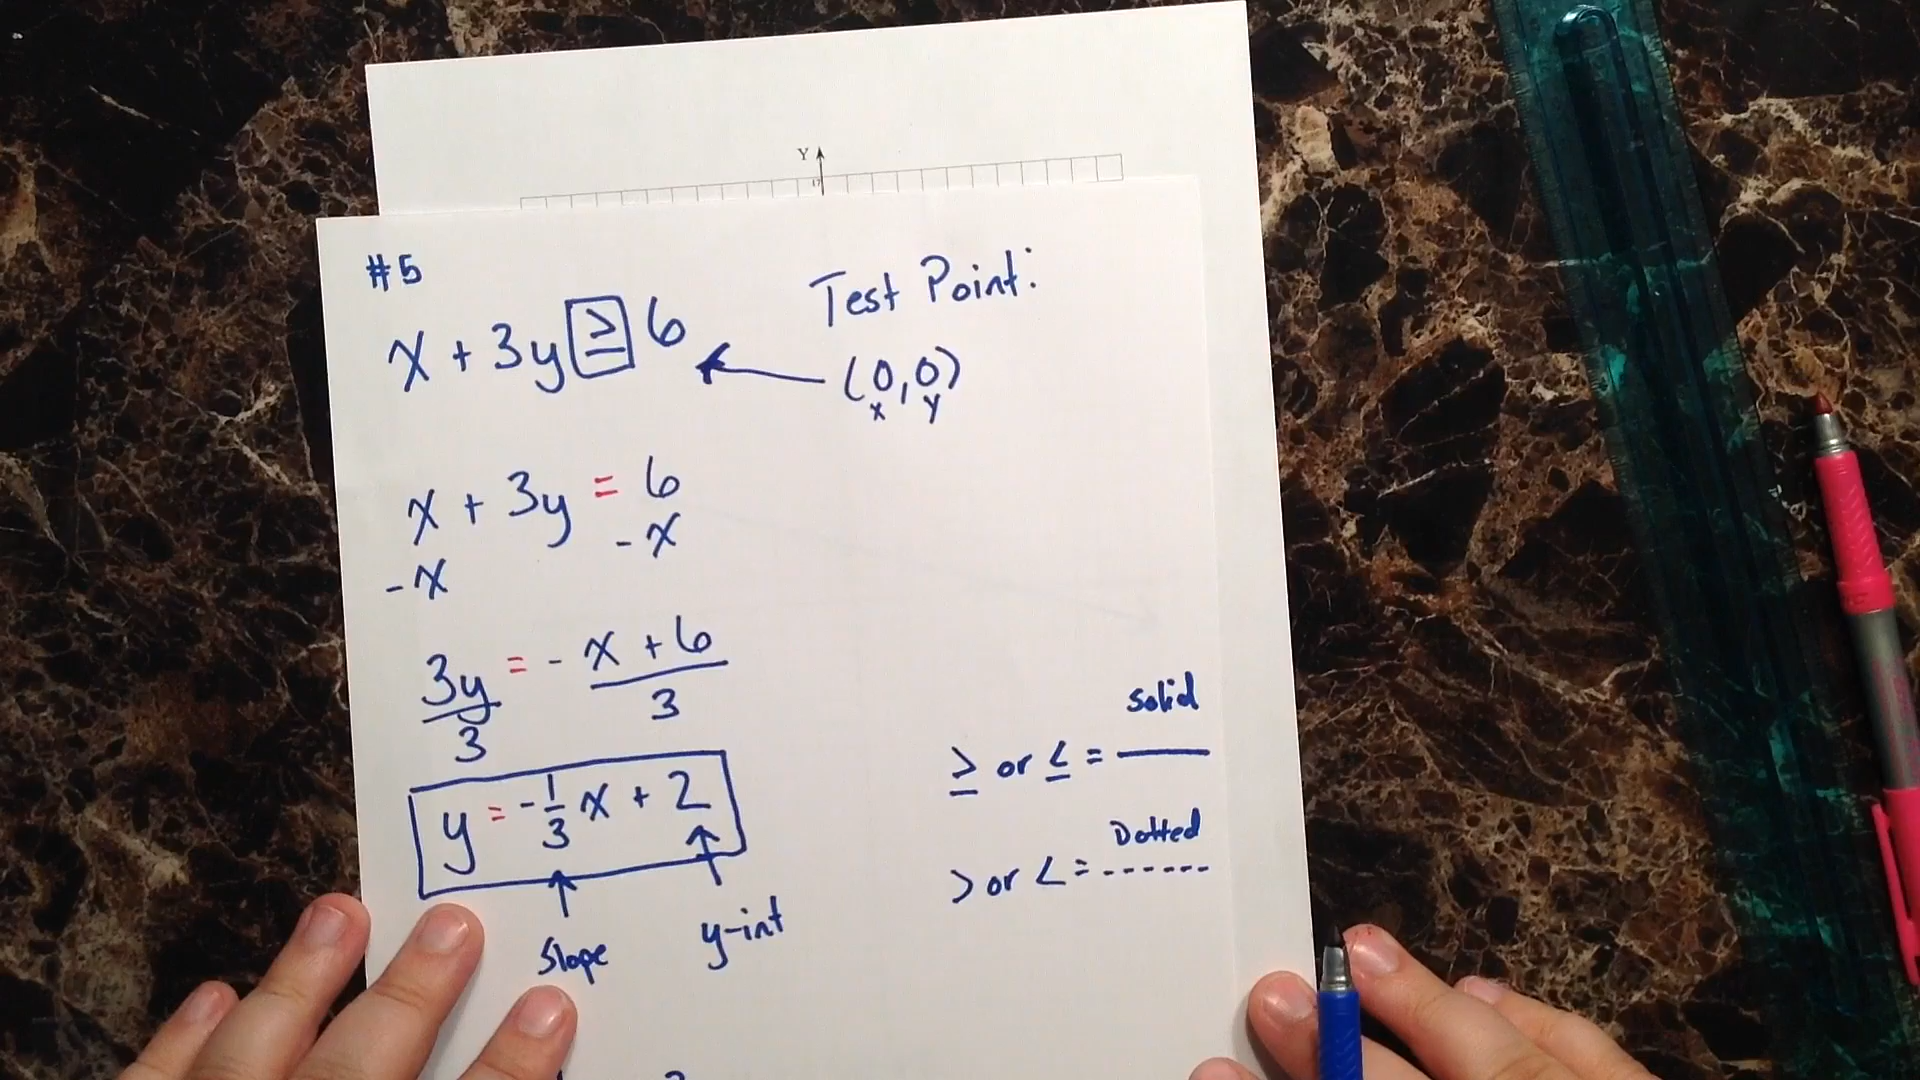 Y
17
#5
x + 3y ≥ 6
Test Point:
(0,0)
x y
x + 3y = 6
-x -x
3y/3 = -x + 6/3
y = -1/3 x + 2
Slope
y-int
Solid
≥ or ≤ = ——
Dotted
> or < = ------